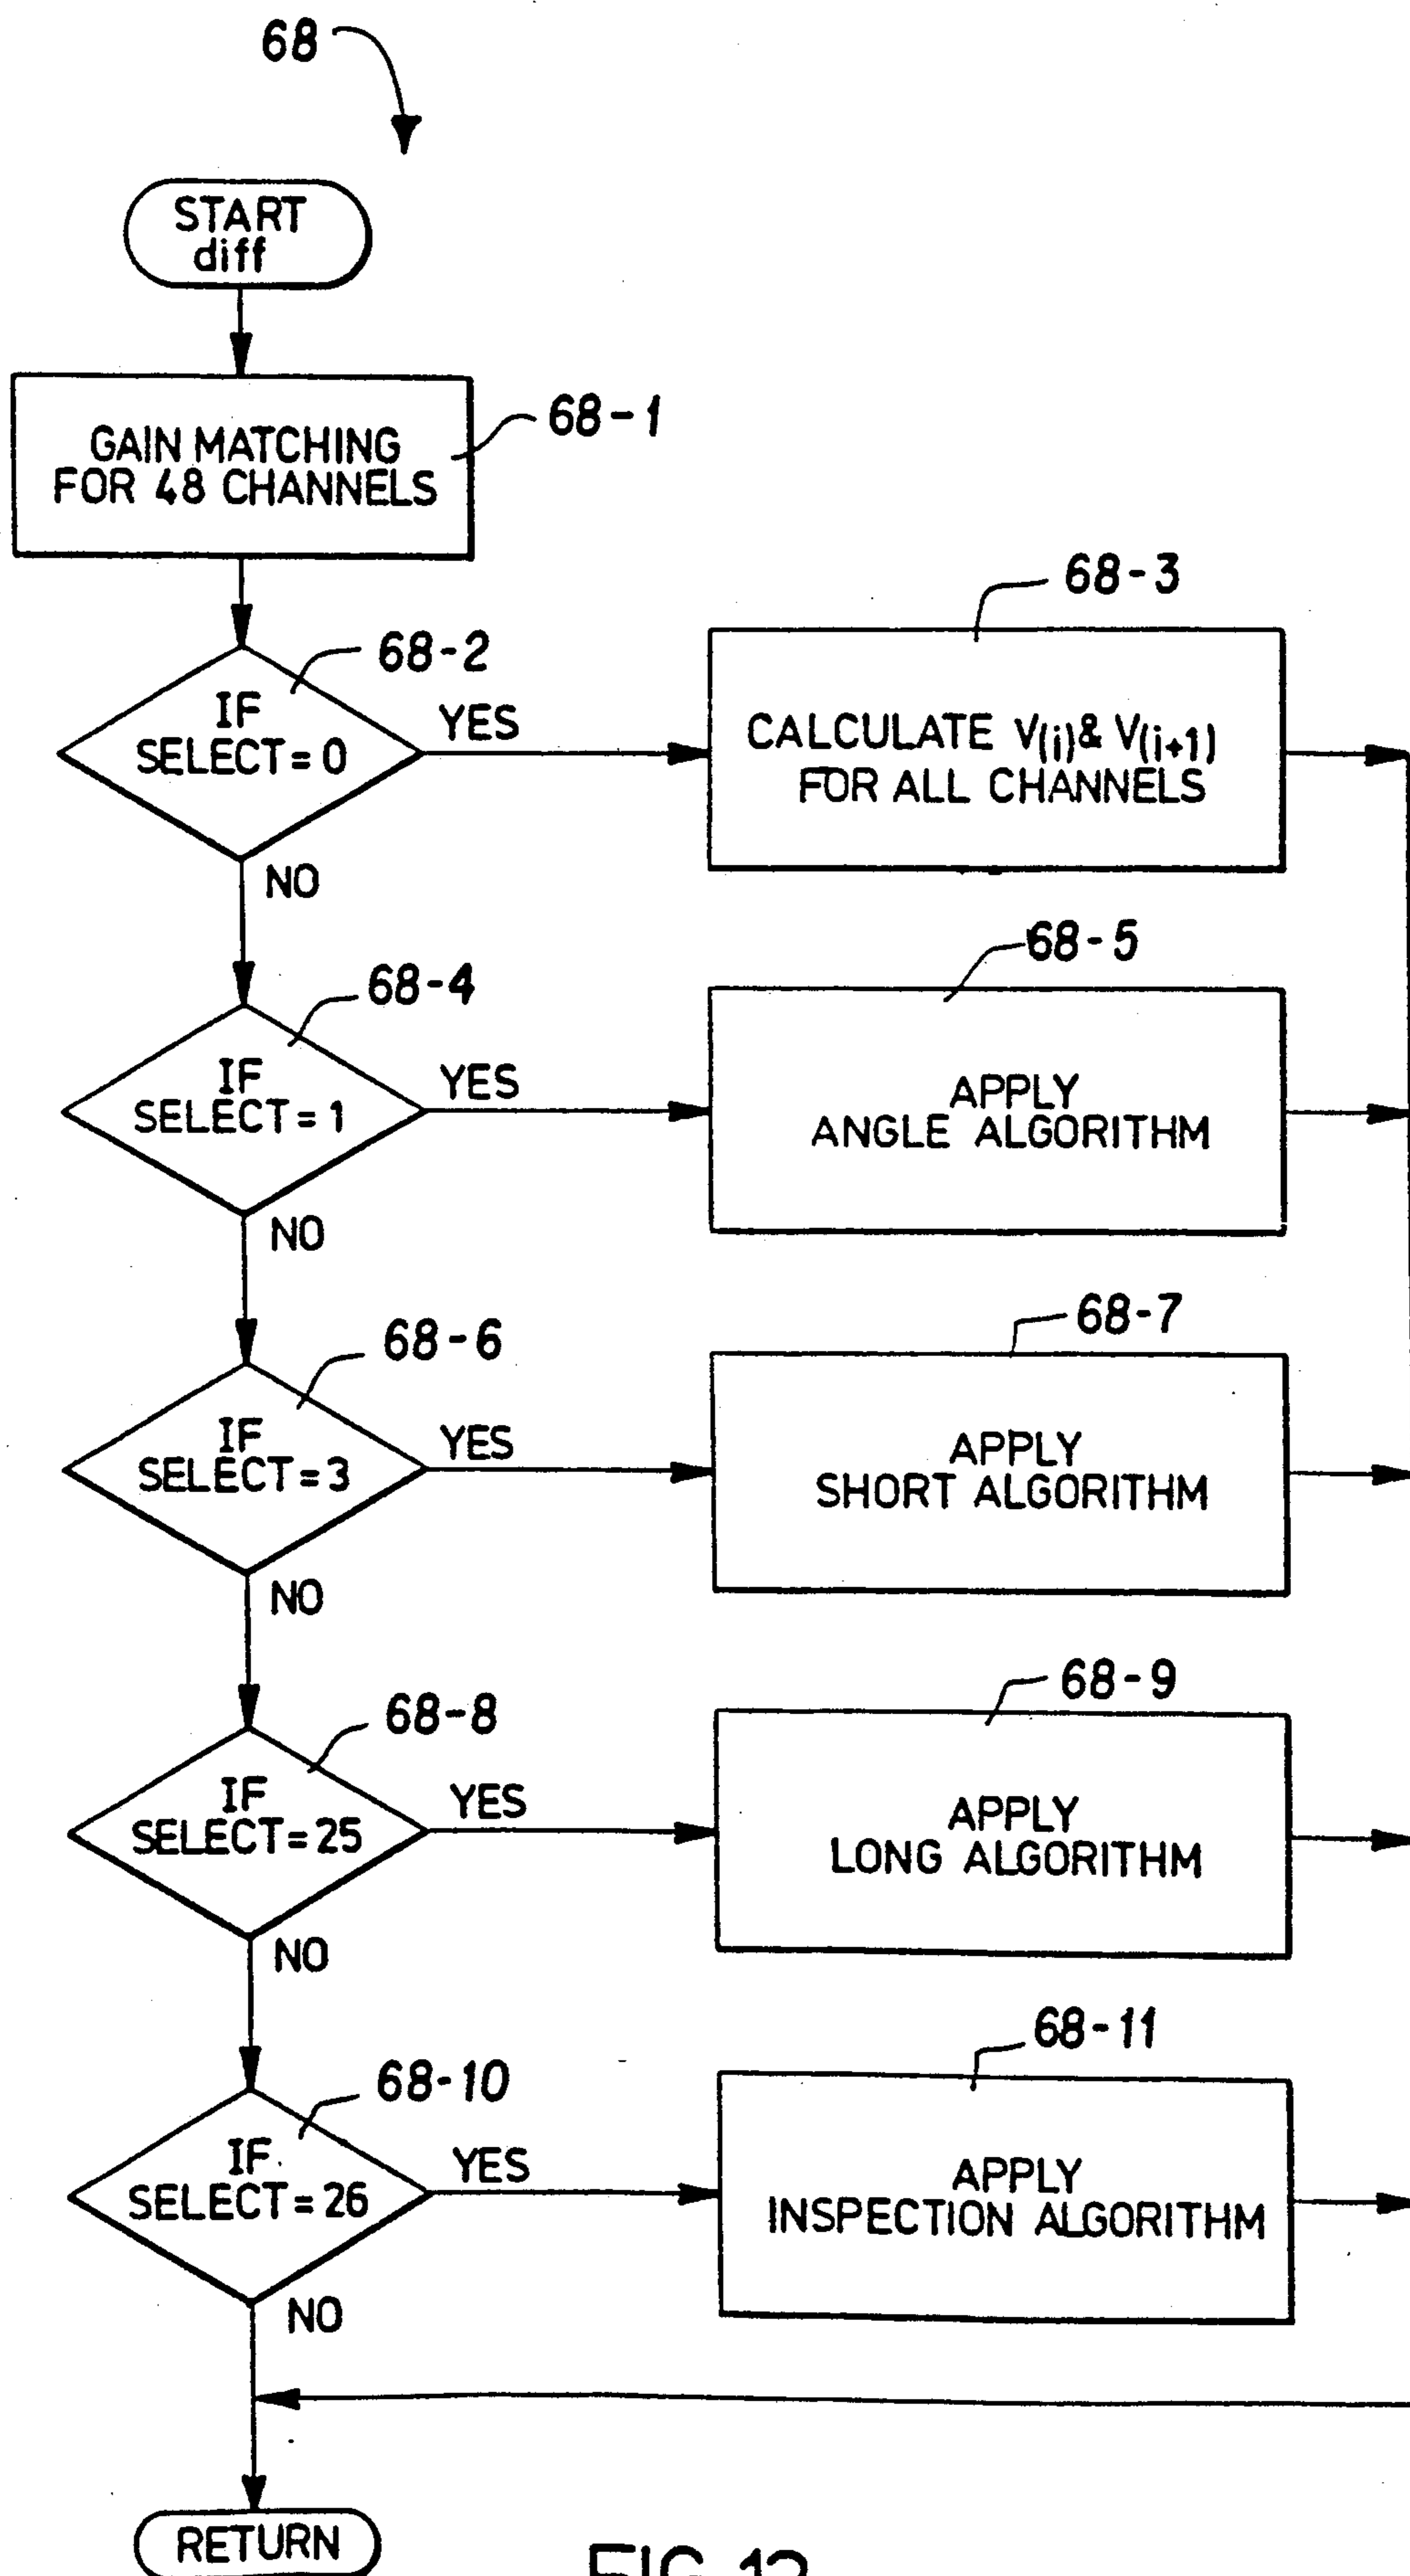 68
START
diff
GAIN MATCHING
FOR 48 CHANNELS
68-1
IF
SELECT=0
68-2
YES
NO
CALCULATE V(i)& V(i+1)
FOR ALL CHANNELS
68-3
IF
SELECT=1
68-4
YES
NO
APPLY
ANGLE ALGORITHM
68-5
IF
SELECT=3
68-6
YES
NO
APPLY
SHORT ALGORITHM
68-7
IF
SELECT=25
68-8
YES
NO
APPLY
LONG ALGORITHM
68-9
IF
SELECT=26
68-10
YES
NO
APPLY
INSPECTION ALGORITHM
68-11
RETURN
FIG.